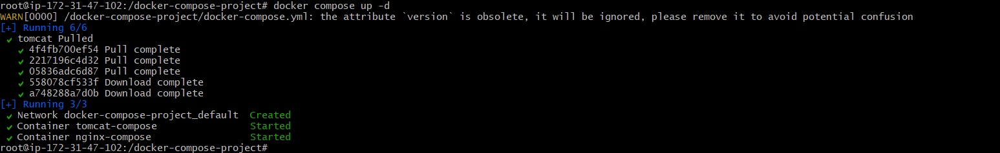 root@ip-172-31-47-102:/docker-compose-project# docker compose up -d
WARN[0000] /docker-compose-project/docker-compose.yml: the attribute `version` is obsolete, it will be ignored, please remove it to avoid potential confusion
[+] Running 6/6
✔ tomcat Pulled
✔ 4f4fb700ef54 Pull complete
✔ 2217196c4d32 Pull complete
✔ 05836adc6d87 Pull complete
✔ 558078cf533f Download complete
✔ a748288a7d0b Download complete
[+] Running 3/3
✔ Network docker-compose-project_default Created
✔ Container tomcat-compose Started
✔ Container nginx-compose Started
root@ip-172-31-47-102:/docker-compose-project#